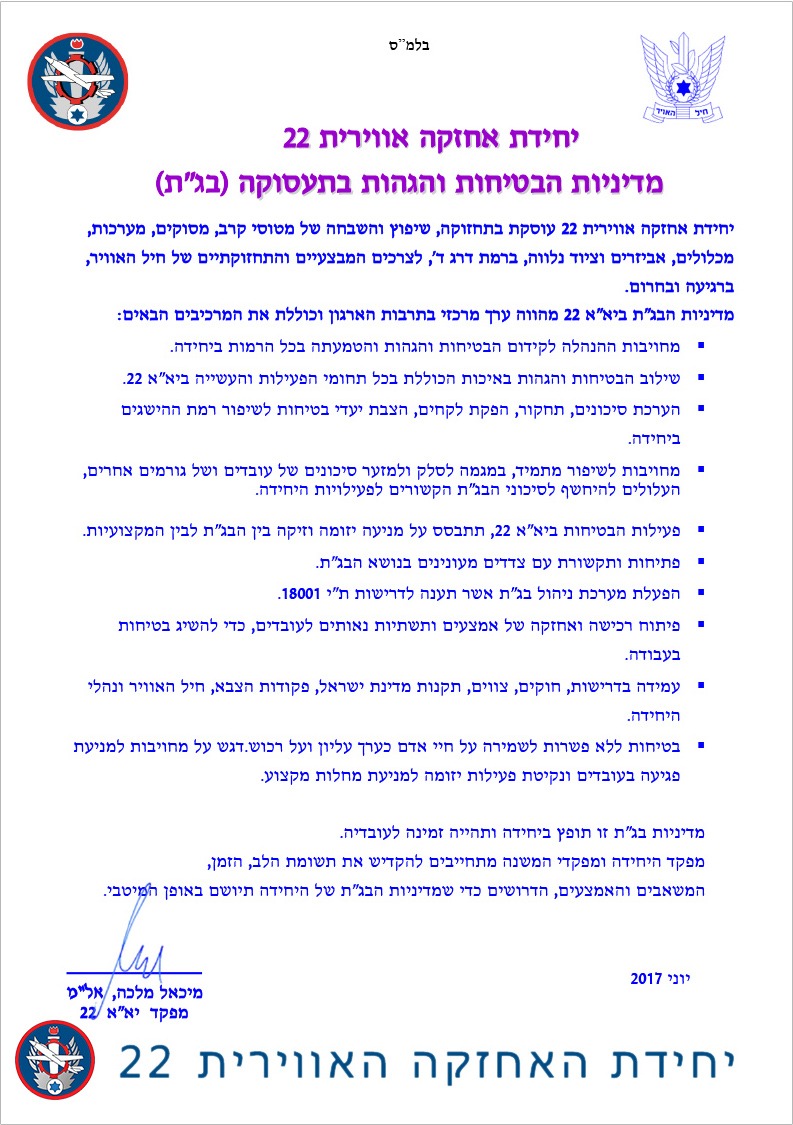 בלמ"ס
חיל האויר
יחידת אחזקה אווירית 22
מדיניות הבטיחות והגהות בתעסוקה (בג"ת)
יחידת אחזקה אווירית 22 עוסקת בתחזוקה, שיפוץ והשבחה של מטוסי קרב, מסוקים, מערכות,
מכלולים, אביזרים וציוד נלווה, ברמת דרג ד', לצרכים המבצעיים והתחזוקתיים של חיל האוויר,
ברגיעה ובחרום.
מדיניות הבג"ת ביא"א 22 מהווה ערך מרכזי בתרבות הארגון וכוללת את המרכיבים הבאים:
▪ מחויבות ההנהלה לקידום הבטיחות והגהות והטמעתה בכל הרמות ביחידה.
▪ שילוב הבטיחות והגהות באיכות הכוללת בכל תחומי הפעילות והעשייה ביא"א 22.
▪ הערכת סיכונים, תחקור, הפקת לקחים, הצבת יעדי בטיחות לשיפור רמת ההישגים
ביחידה.
▪ מחויבות לשיפור מתמיד, במגמה לסלק ולמזער סיכונים של עובדים ושל גורמים אחרים,
העלולים להיחשף לסיכוני הבג"ת הקשורים לפעילויות היחידה.
▪ פעילות הבטיחות ביא"א 22, תתבסס על מניעה יזומה וזיקה בין הבג"ת לבין המקצועיות.
▪ פתיחות ותקשורת עם צדדים מעונינים בנושא הבג"ת.
▪ הפעלת מערכת ניהול בג"ת אשר תענה לדרישות ת"י 18001.
▪ פיתוח רכישה ואחזקה של אמצעים ותשתיות נאותים לעובדים, כדי להשיג בטיחות
בעבודה.
▪ עמידה בדרישות, חוקים, צווים, תקנות מדינת ישראל, פקודות הצבא, חיל האוויר ונהלי
היחידה.
▪ בטיחות ללא פשרות לשמירה על חיי אדם כערך עליון ועל רכוש.דגש על מחויבות למניעת
פגיעה בעובדים ונקיטת פעילות יזומה למניעת מחלות מקצוע.
מדיניות בג"ת זו תופץ ביחידה ותהייה זמינה לעובדיה.
מפקד היחידה ומפקדי המשנה מתחייבים להקדיש את תשומת הלב, הזמן,
המשאבים והאמצעים, הדרושים כדי שמדיניות הבג"ת של היחידה תיושם באופן המיטבי.
יוני 2017
מיכאל מלכה, אל"מ
מפקד יא"א 22
יחידת האחזקה האווירית 22